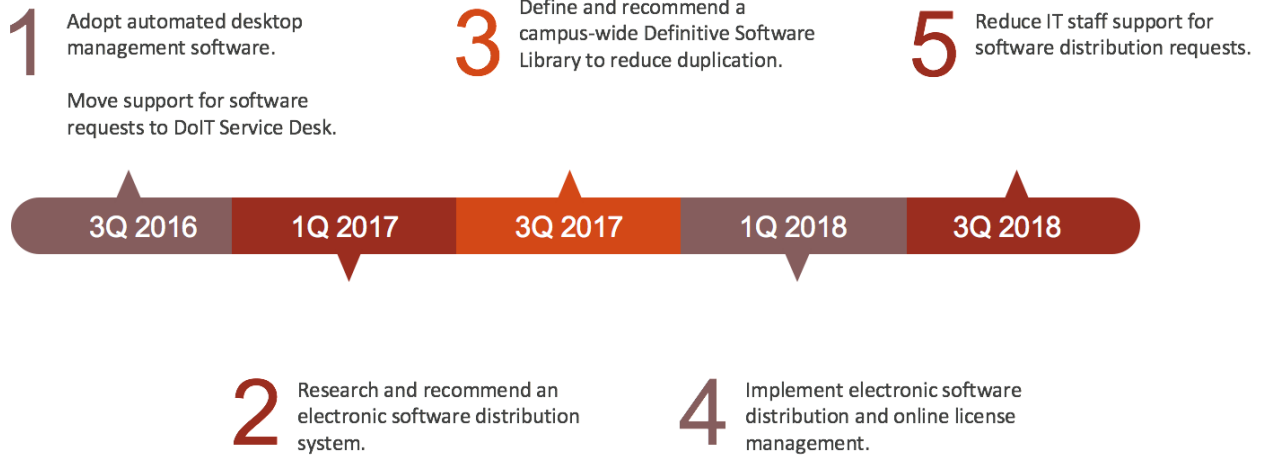 1
Adopt automated desktop
management software.
Move support for software
requests to DoIT Service Desk.
3
Define and recommend a
campus-wide Definitive Software
Library to reduce duplication.
5
Reduce IT staff support for
software distribution requests.
3Q 2016
1Q 2017
3Q 2017
1Q 2018
3Q 2018
2
Research and recommend an
electronic software distribution
system.
4
Implement electronic software
distribution and online license
management.